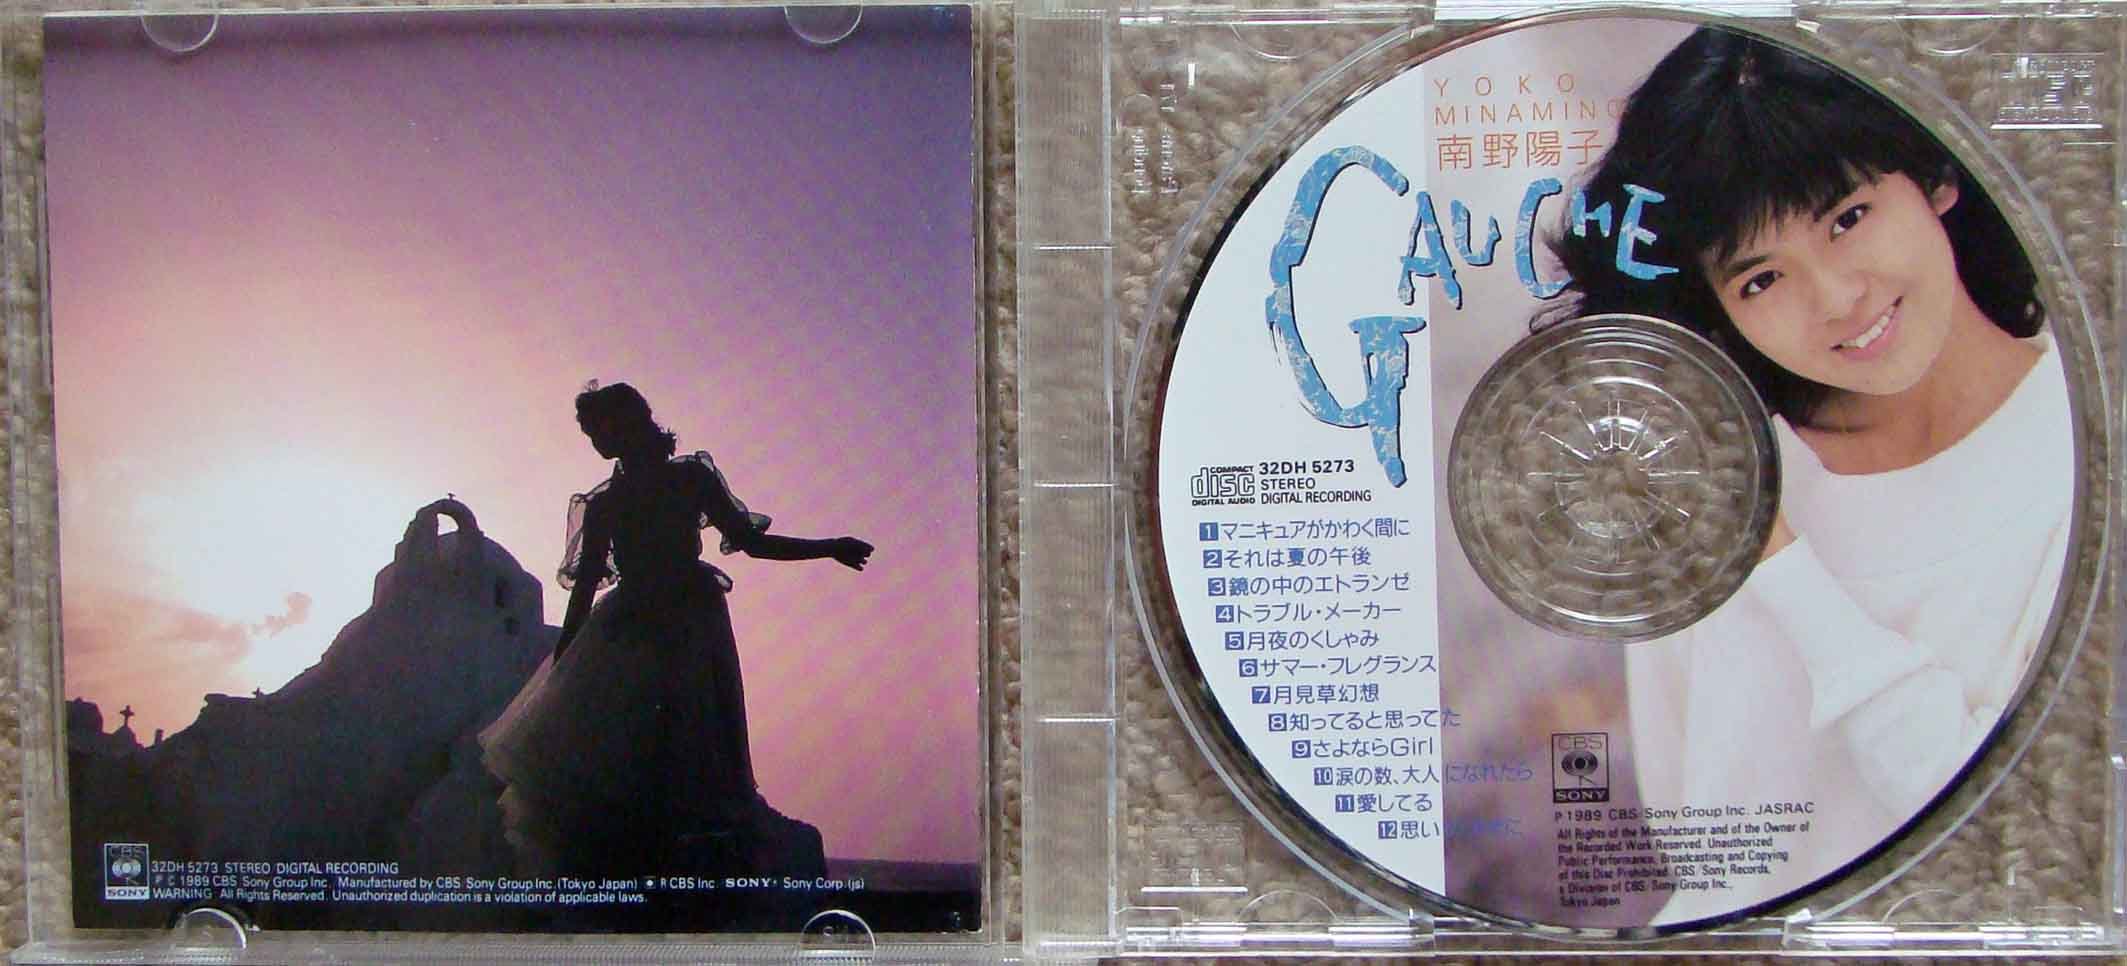 CBS
SONY
32DH 5273 STEREO/DIGITAL RECORDING
℗ © 1989 CBS/Sony Group Inc. Manufactured by CBS/Sony Group Inc.(Tokyo Japan) ® CBS Inc. SONY® Sony Corp.(js)
WARNING: All Rights Reserved. Unauthorized duplication is a violation of applicable laws.
YOKO
MINAMINO
南野陽子
GAUCHE
COMPACT
disc
DIGITAL AUDIO
32DH 5273
STEREO
DIGITAL RECORDING
1 マニキュアがかわく間に
2 それは夏の午後
3 鏡の中のエトランゼ
4 トラブル・メーカー
5 月夜のくしゃみ
6 サマー・フレグランス
7 月見草幻想
8 知ってると思ってた
9 さよならGirl
10 涙の数、大人になれたら
11 愛してる
12 思い
CBS
SONY
℗ 1989 CBS/Sony Group Inc. JASRAC
All Rights of the Manufacturer and of the Owner of
the Recorded Work Reserved. Unauthorized
Public Performance, Broadcasting and Copying
of this Disc Prohibited. CBS/Sony Records,
a Division of CBS/Sony Group Inc.,
Tokyo Japan